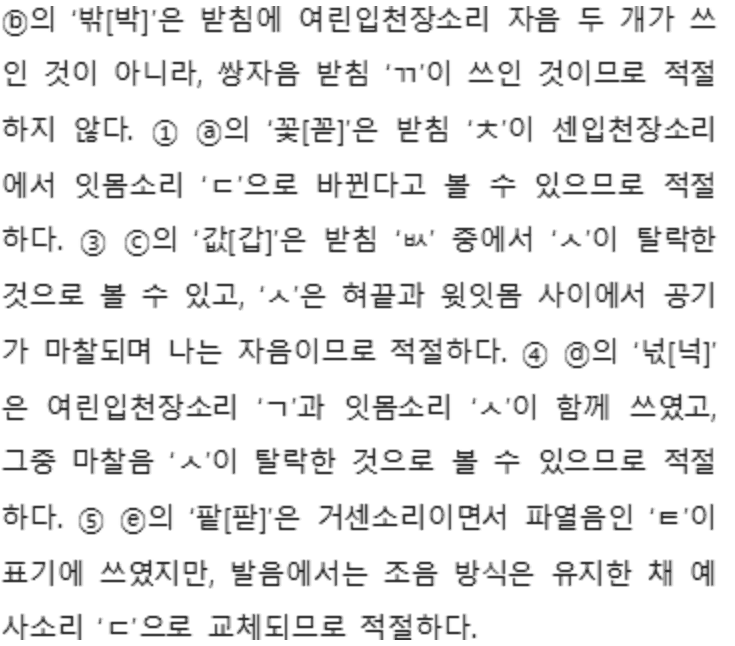 ⓑ의 ‘밖[박]’은 받침에 여린입천장소리 자음 두 개가 쓰
인 것이 아니라, 쌍자음 받침 ‘ㄲ’이 쓰인 것이므로 적절
하지 않다. ① ⓐ의 ‘꽃[꼳]’은 받침 ‘ㅊ’이 센입천장소리
에서 잇몸소리 ‘ㄷ’으로 바뀐다고 볼 수 있으므로 적절
하다. ③ ⓒ의 ‘값[갑]’은 받침 ‘ㅄ’ 중에서 ‘ㅅ’이 탈락한
것으로 볼 수 있고, ‘ㅅ’은 혀끝과 윗잇몸 사이에서 공기
가 마찰되며 나는 자음이므로 적절하다. ④ ⓓ의 ‘넋[넉]’
은 여린입천장소리 ‘ㄱ’과 잇몸소리 ‘ㅅ’이 함께 쓰였고,
그중 마찰음 ‘ㅅ’이 탈락한 것으로 볼 수 있으므로 적절
하다. ⑤ ⓔ의 ‘팥[팓]’은 거센소리이면서 파열음인 ‘ㅌ’이
표기에 쓰였지만, 발음에서는 조음 방식은 유지한 채 예
사소리 ‘ㄷ’으로 교체되므로 적절하다.